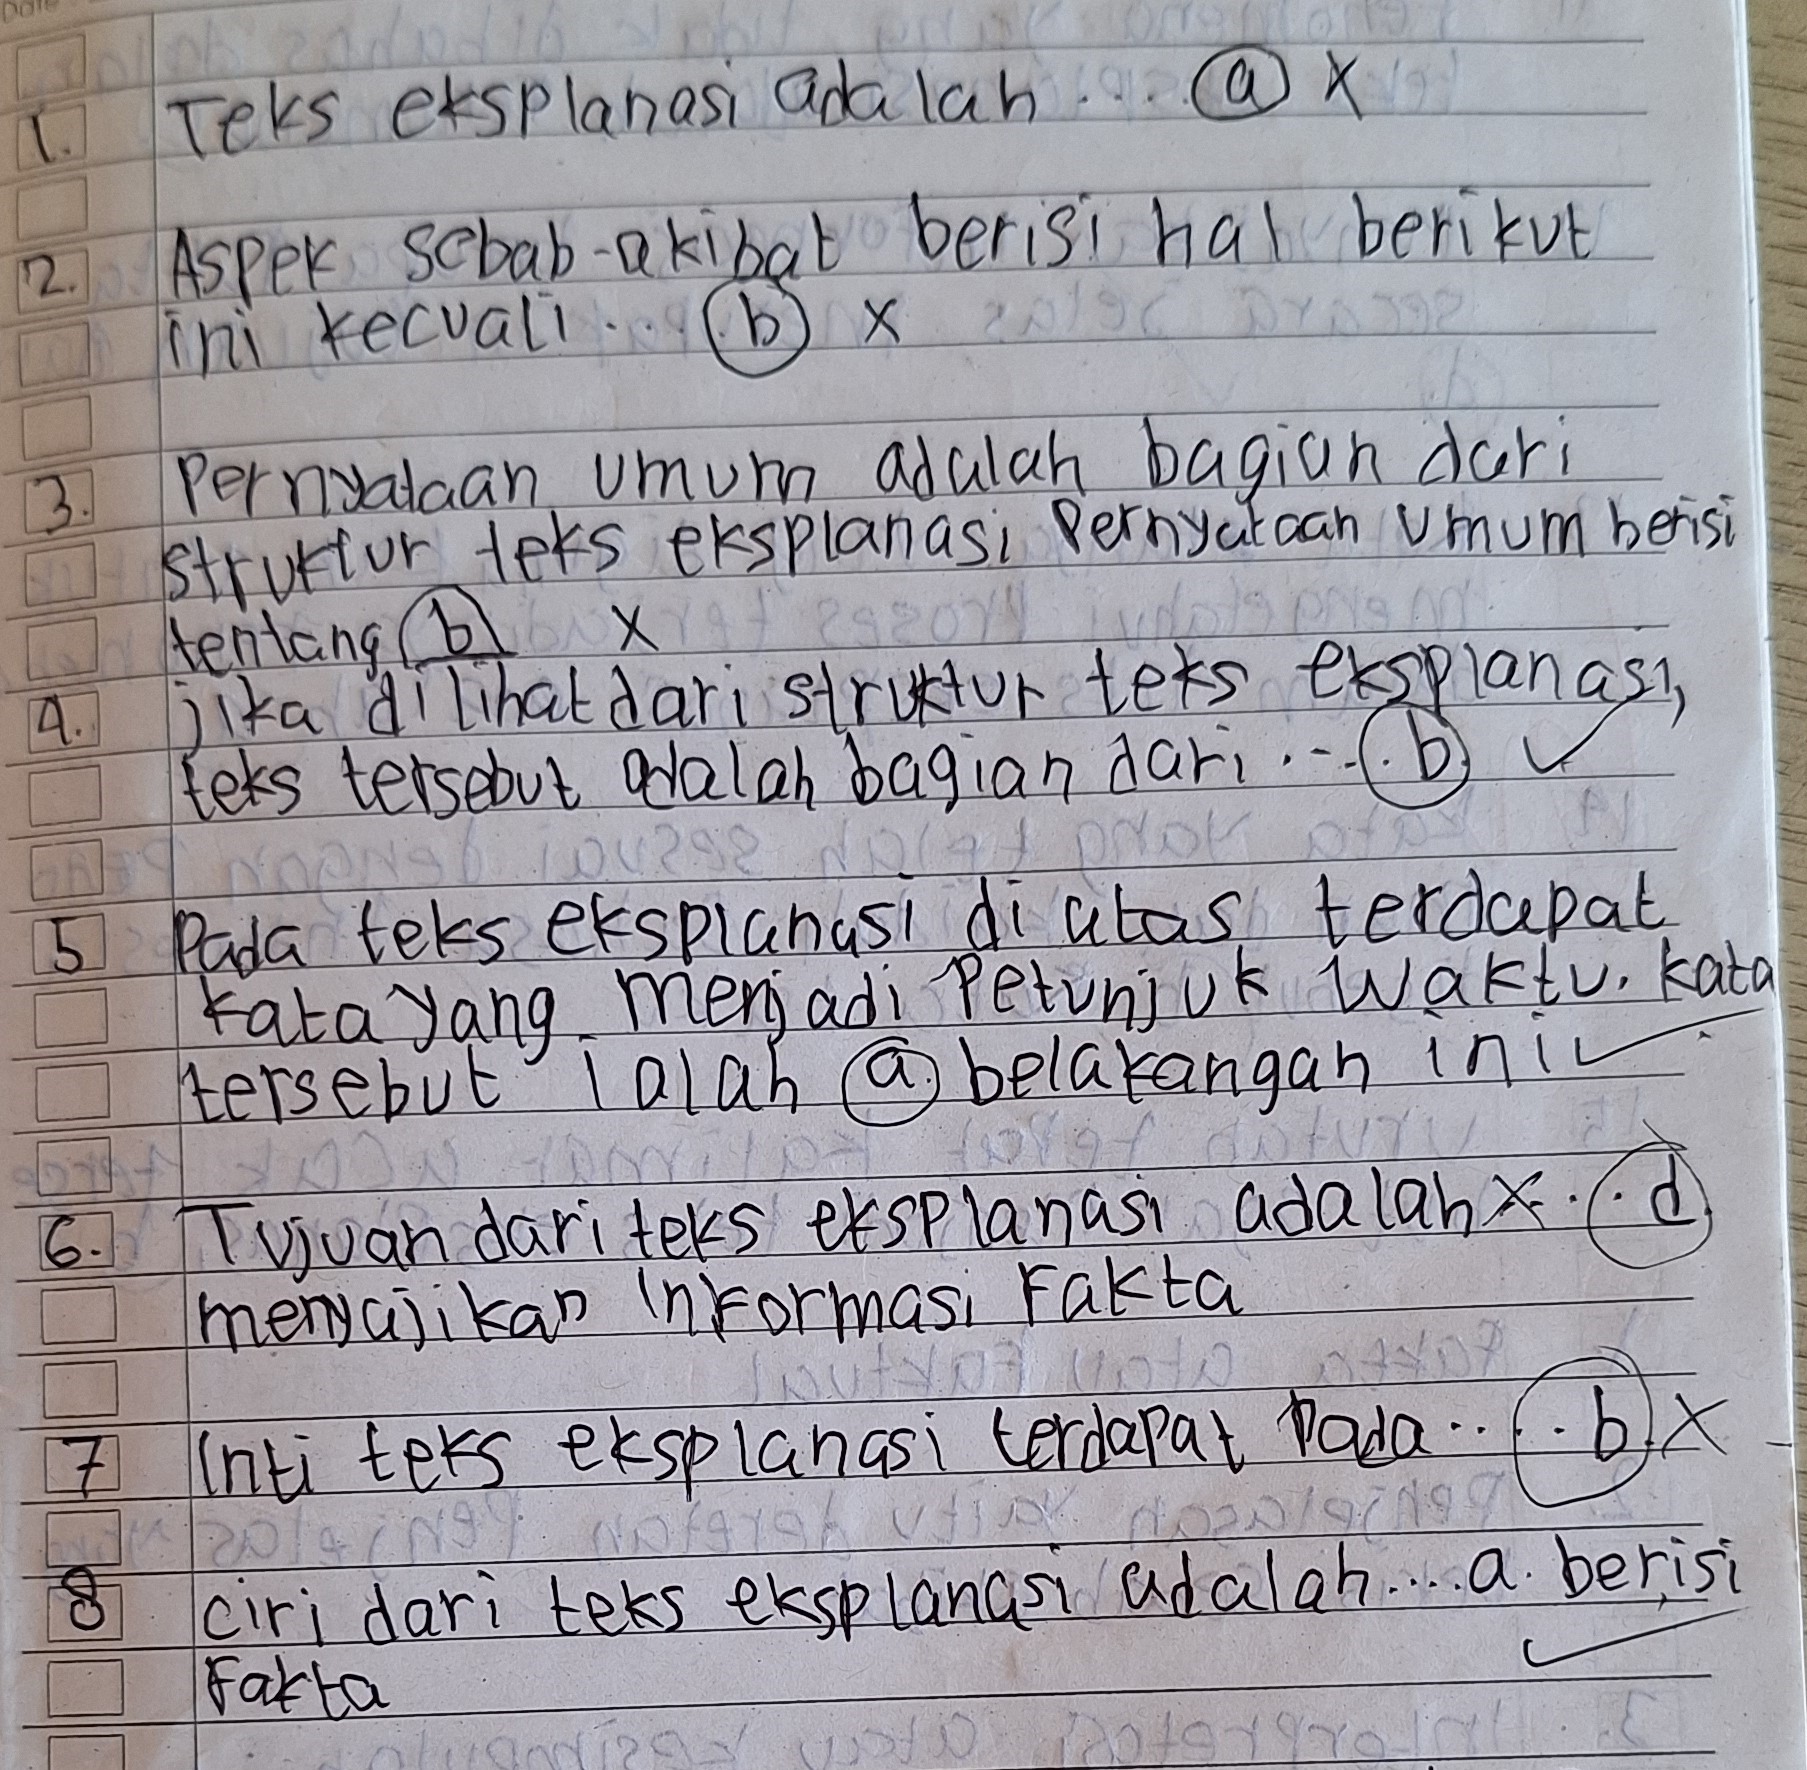 Date
1. Teks eksplanasi adalah .... a X
2. Aspek sebab-akibat berisi hal berikut
ini kecuali... b X
3. Pernyataan umum adalah bagian dari
struktur teks eksplanasi Pernyataan Umum berisi
tentang b X
4. jika dilihat dari struktur teks eksplanasi,
teks tersebut adalah bagian dari .... b ✓
5 Pada teks eksplanasi di atas terdapat
kata yang menjadi Petunjuk Waktu. kata
tersebut ialah a. belakangan ini ✓
6. Tujuan dari teks eksplanasi adalah X .. d
menyajikan informasi Fakta
7 Inti teks eksplanasi terdapat Pada .... b X
8 ciri dari teks eksplanasi adalah.... a. berisi
Fakta ✓